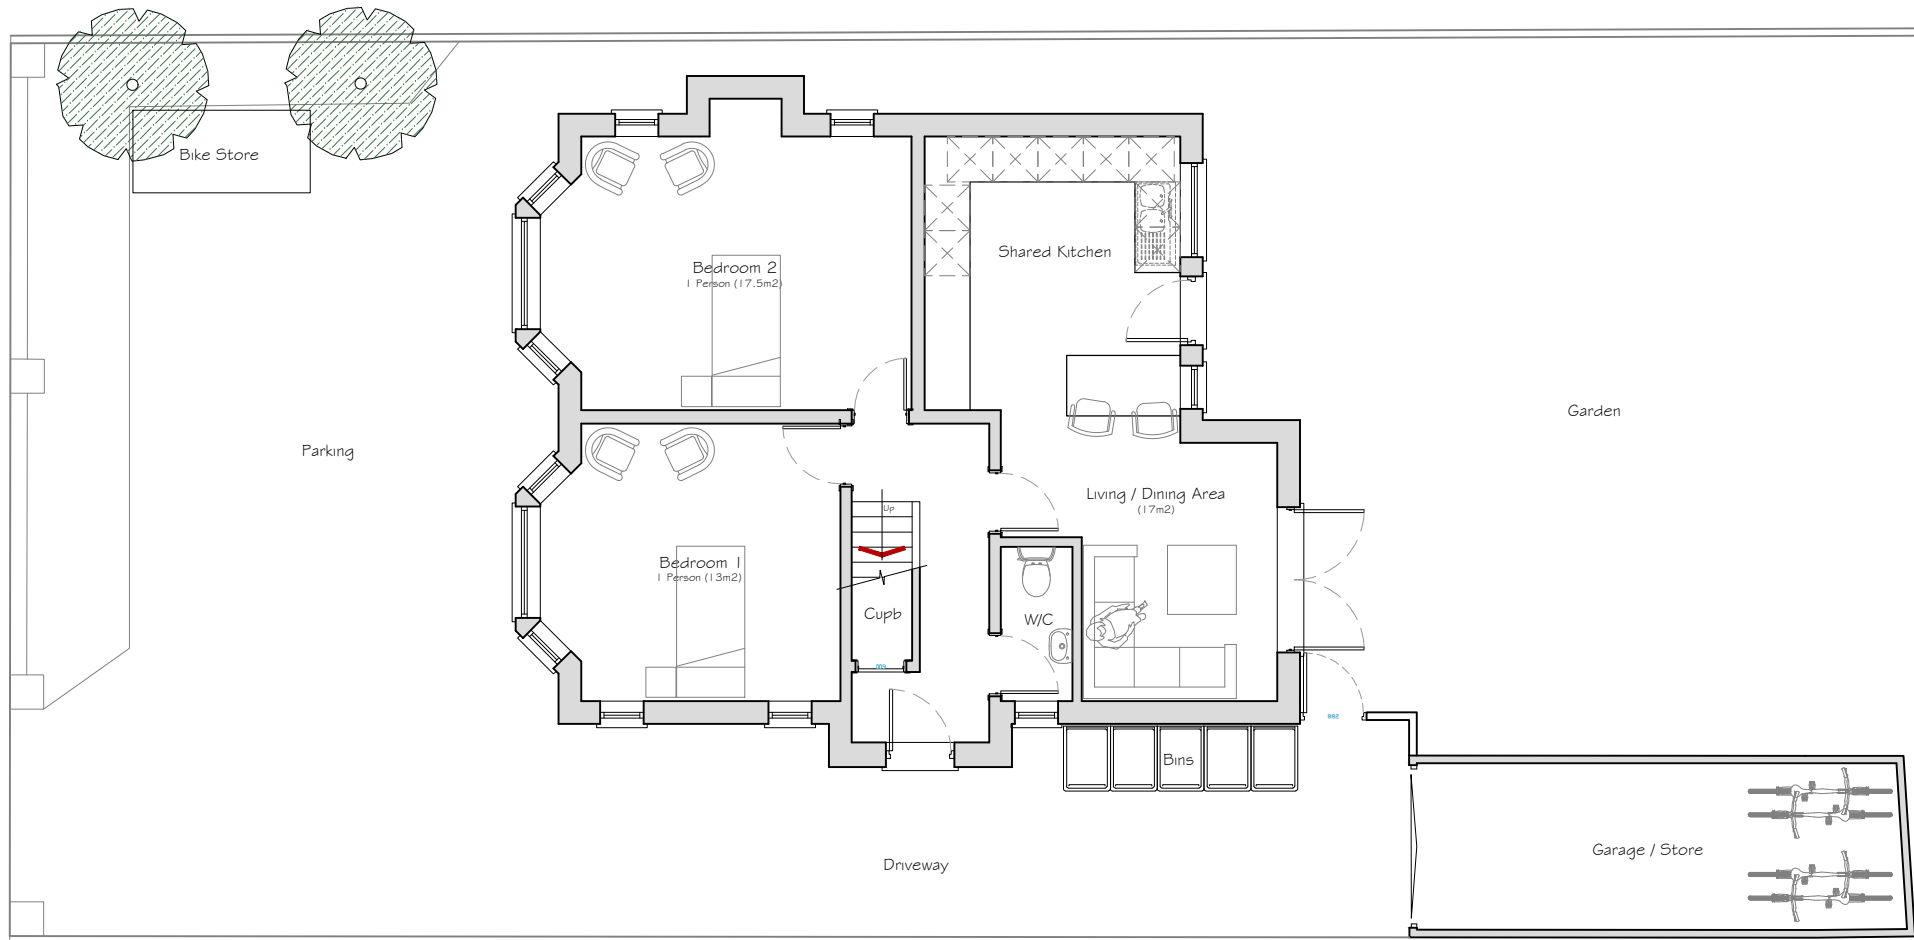 Bike Store
Shared Kitchen
Bedroom 2
1 Person (17.5m2)
Garden
Parking
Living / Dining Area
(17m2)
Up
Bedroom 1
1 Person (13m2)
Cupb
W/C
Bins
Garage / Store
Driveway